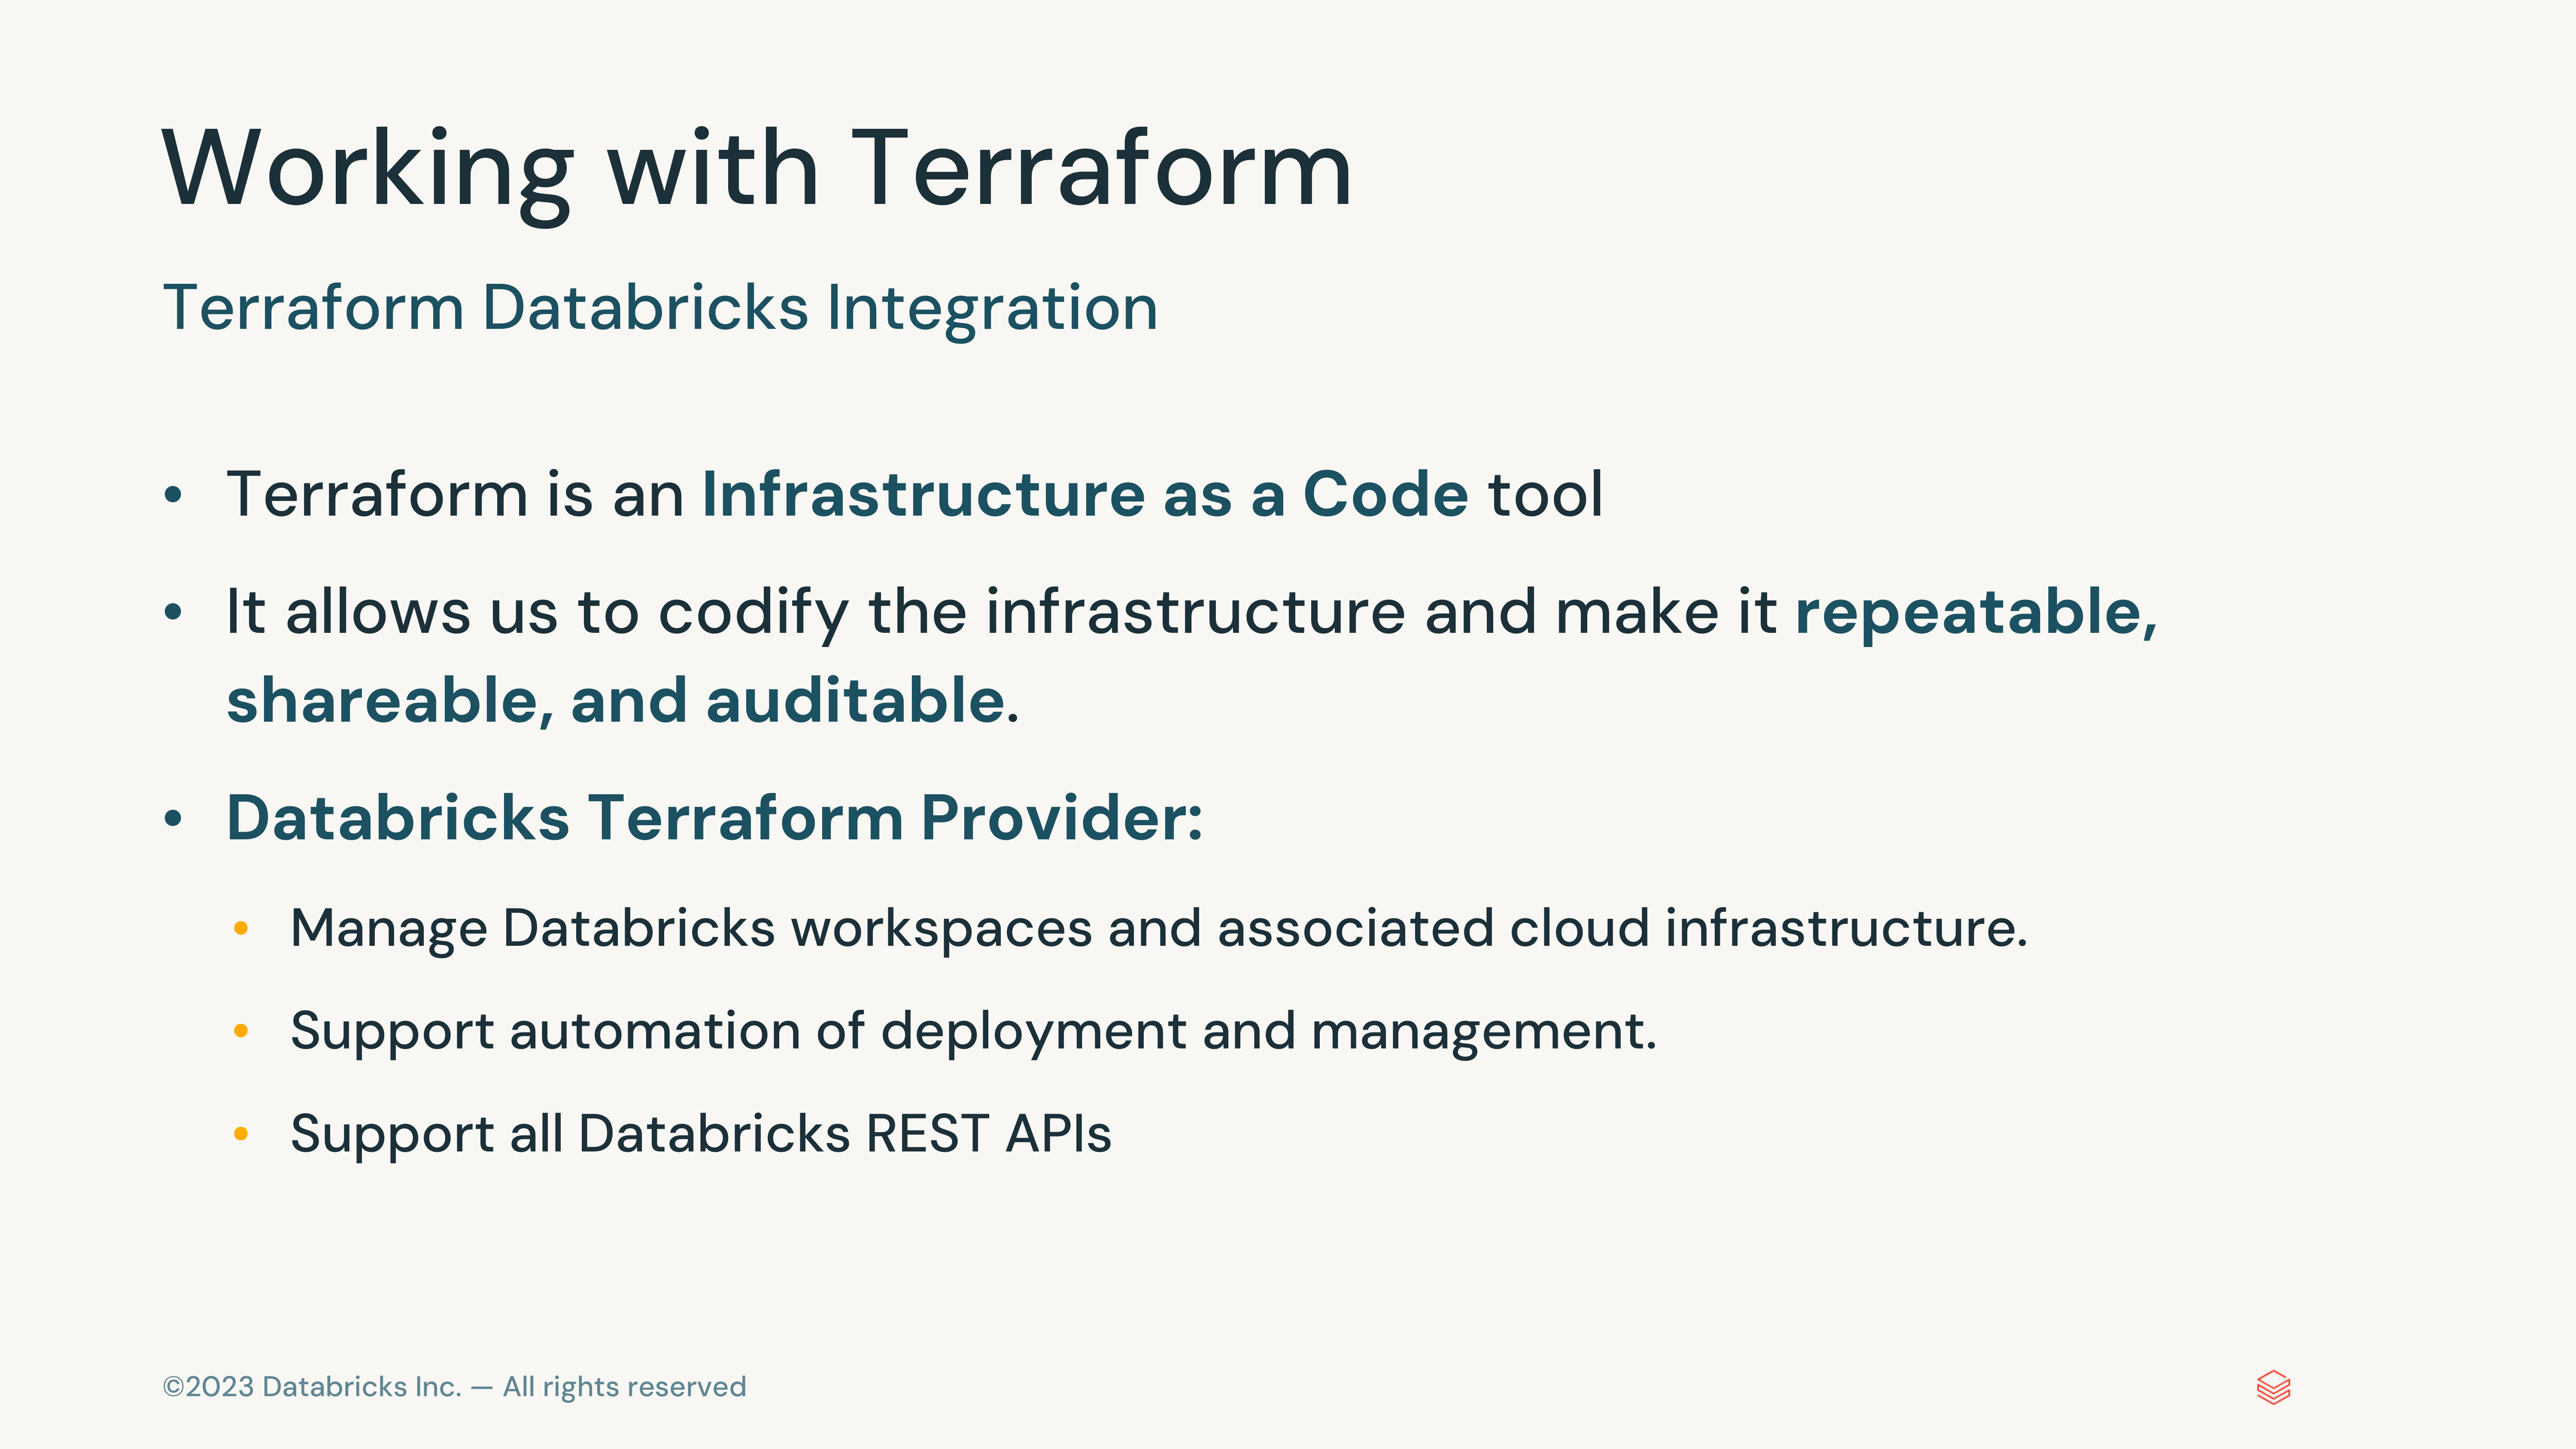 Working with Terraform
Terraform Databricks Integration
• Terraform is an Infrastructure as a Code tool
• It allows us to codify the infrastructure and make it repeatable,
shareable, and auditable.
• Databricks Terraform Provider:
• Manage Databricks workspaces and associated cloud infrastructure.
• Support automation of deployment and management.
• Support all Databricks REST APIs
©2023 Databricks Inc. — All rights reserved